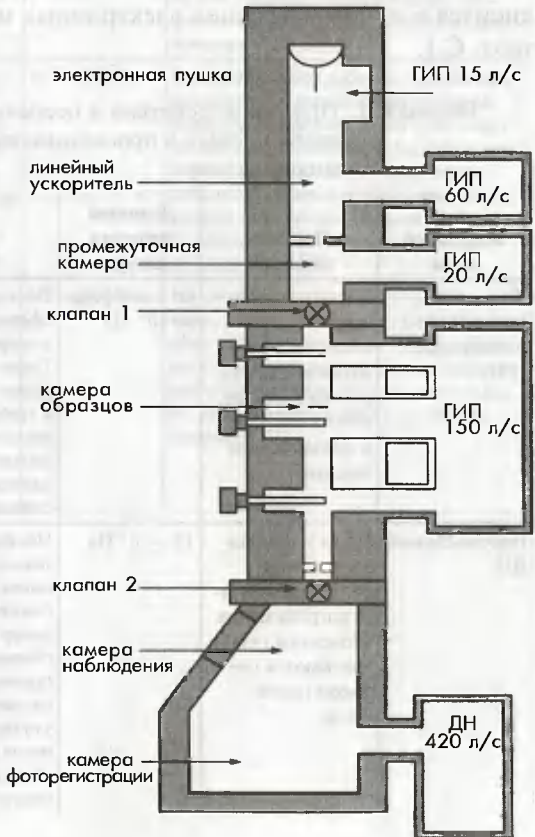 электронная пушка
ГИП 15 л/с
линейный
ускоритель
ГИП
60 л/с
промежуточная
камера
ГИП
20 л/с
клапан 1
камера
образцов
ГИП
150 л/с
клапан 2
камера
наблюдения
ДН
420 л/с
камера
фоторегистрации